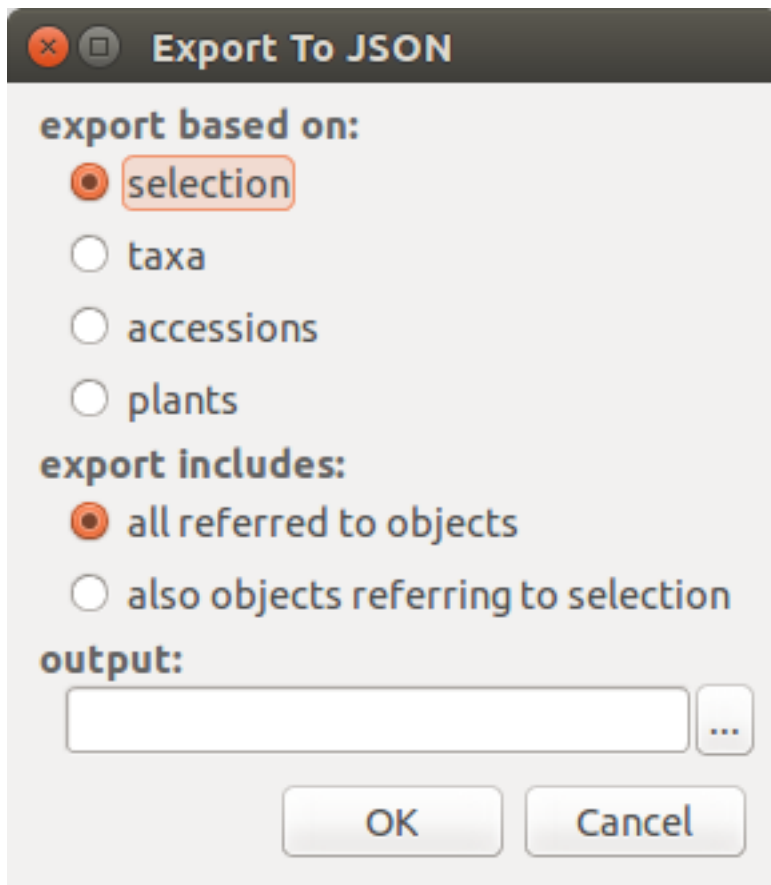 Export To JSON
export based on:
selection
taxa
accessions
plants
export includes:
all referred to objects
also objects referring to selection
output:
...
OK Cancel